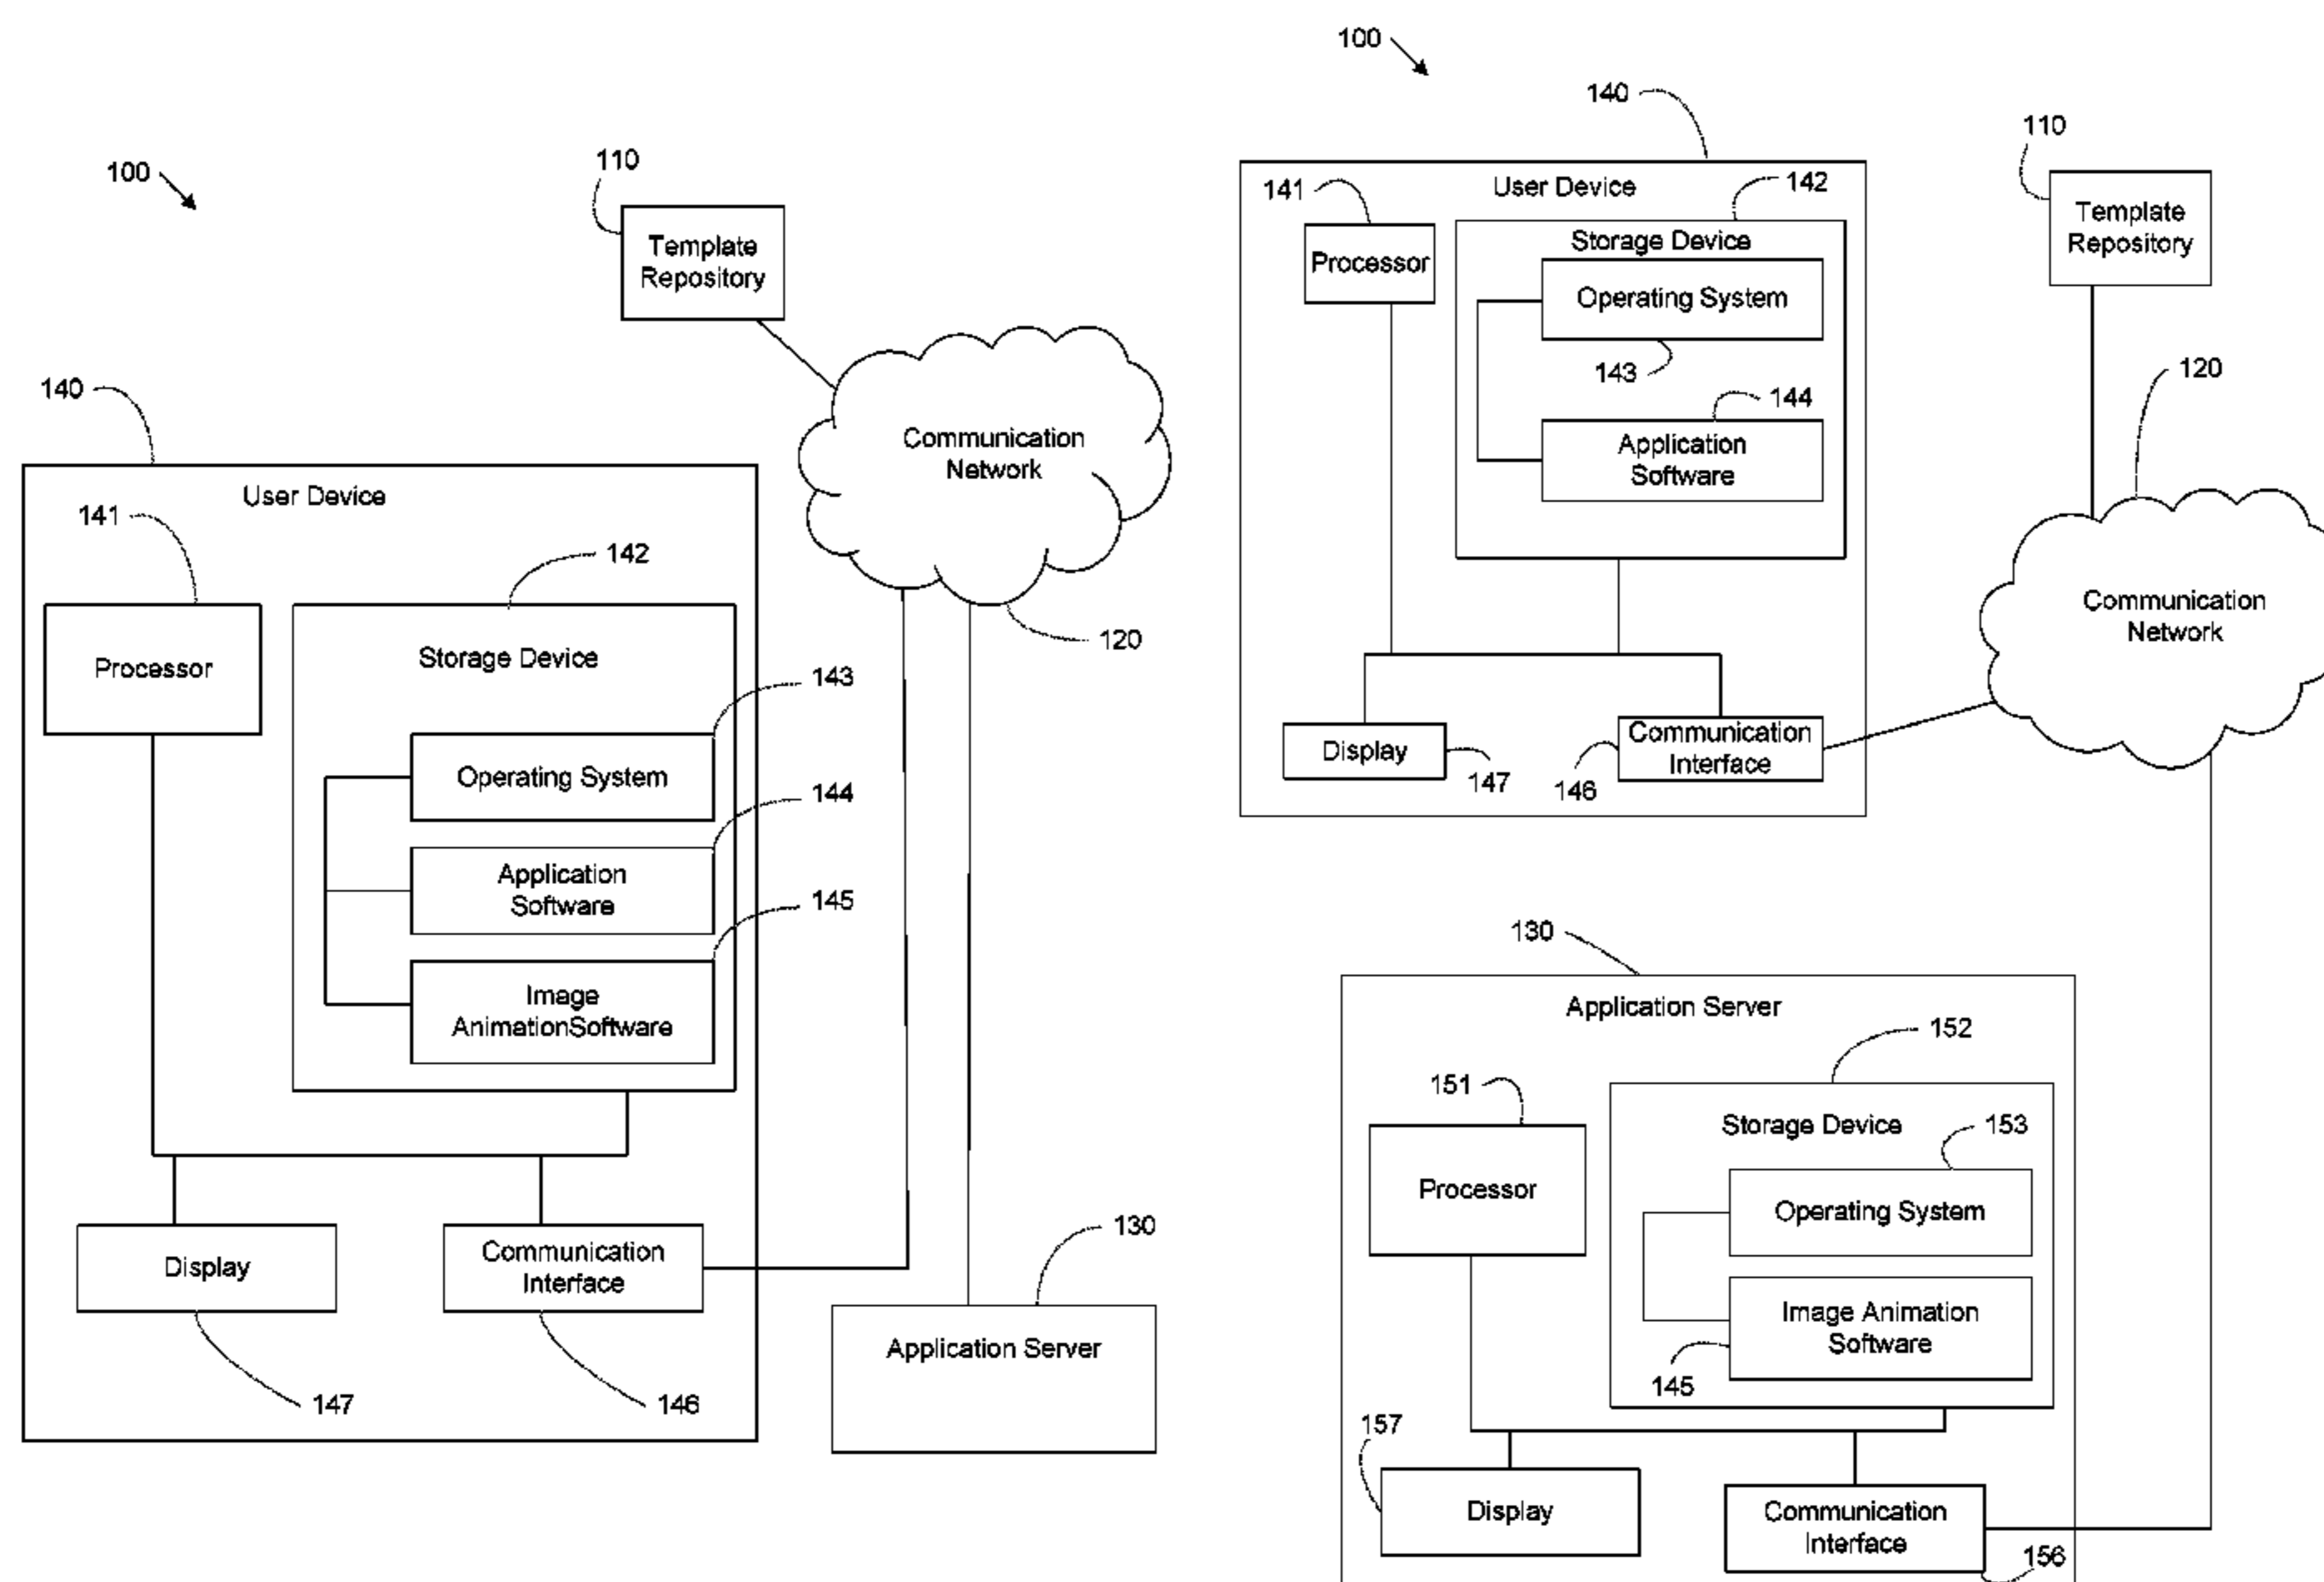 100
110
Template
Repository
140
User Device
141
142
Communication
Network
120
Processor
Storage Device
143
Operating System
144
Application
Software
145
Image
AnimationSoftware
Display
Communication
Interface
147
146
130
Application Server
100
140
110
User Device
141
142
Template
Repository
Processor
Storage Device
Operating System
143
144
Application
Software
120
Communication
Network
Display
147
Communication
Interface
146
130
Application Server
152
151
Storage Device
153
Processor
Operating System
Image Animation
Software
145
157
Display
Communication
Interface
156